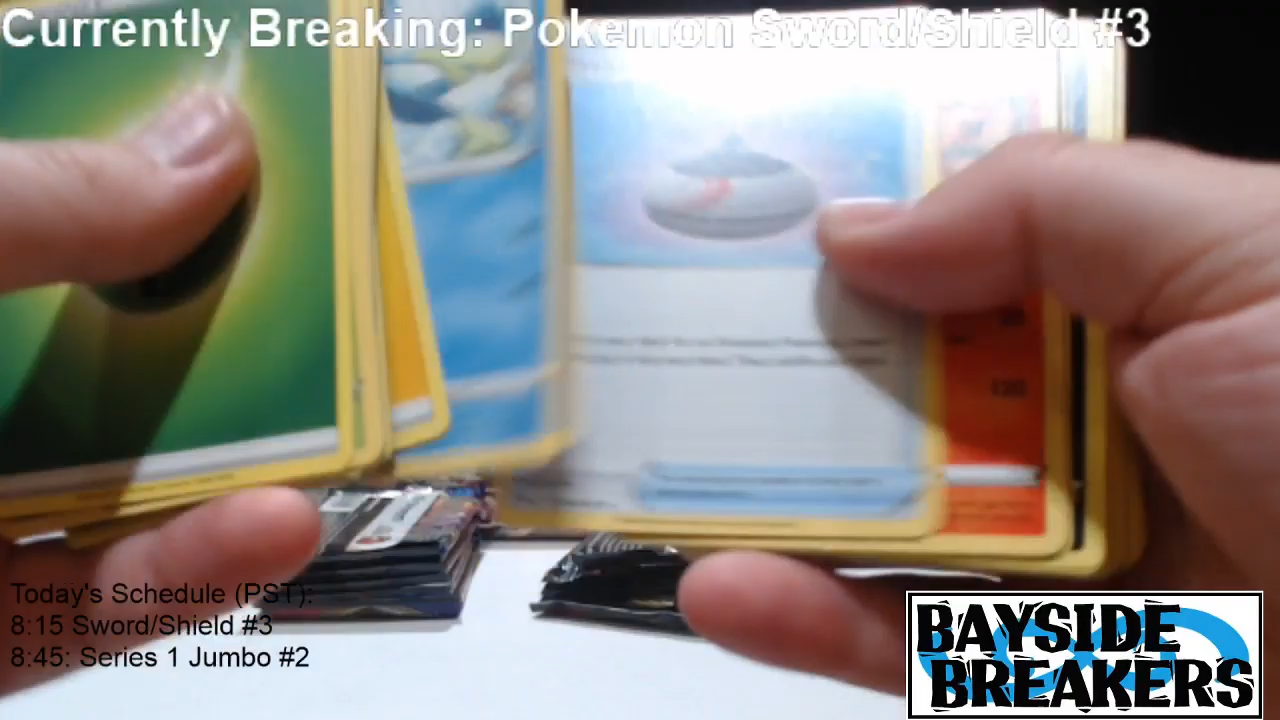 Currently Breaking: Pokemon Sword/Shield #3
Today's Schedule (PST):
8:15 Sword/Shield #3
8:45: Series 1 Jumbo #2
BAYSIDE
BREAKERS